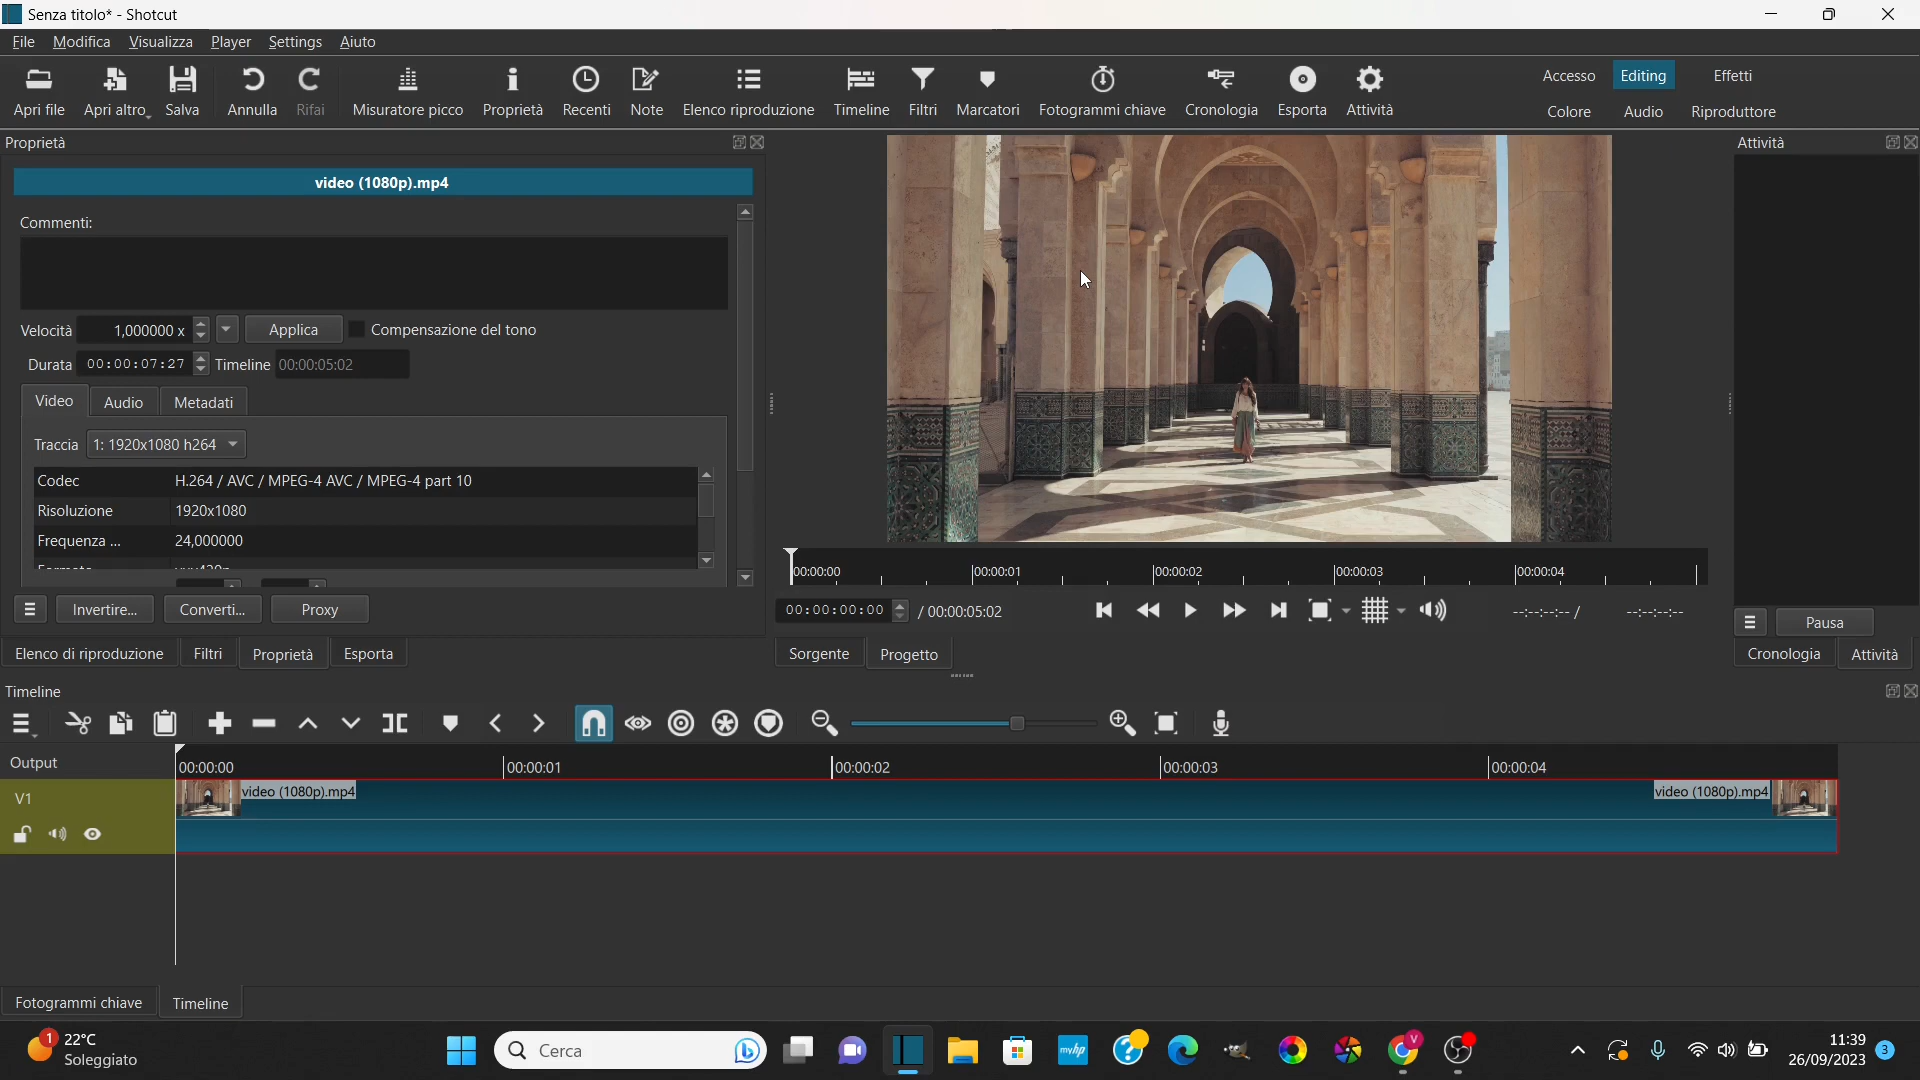 Senza titolo* - Shotcut
File Modifica Visualizza Player Settings Aiuto
Apri file Apri altro Salva Annulla Rifai Misuratore picco Proprietà Recenti Note Elenco riproduzione Timeline Filtri Marcatori Fotogrammi chiave Cronologia Esporta Attività
Accesso Editing Effetti
Colore Audio Riproduttore
Proprietà
Attività
video (1080p).mp4
Commenti:
Velocità 1,000000 x Applica Compensazione del tono
Durata 00:00:07:27 Timeline 00:00:05:02
Video Audio Metadati
Traccia 1: 1920x1080 h264
Codec H.264 / AVC / MPEG-4 AVC / MPEG-4 part 10
Risoluzione 1920x1080
Frequenza ... 24,000000
Invertire... Converti... Proxy
Elenco di riproduzione Filtri Proprietà Esporta
00:00:00 00:00:01 00:00:02 00:00:03 00:00:04
00:00:00:00 / 00:00:05:02 --:--:--:-- / --:--:--:--
Sorgente Progetto
Pausa
Cronologia Attività
Timeline
Output 00:00:00 00:00:01 00:00:02 00:00:03 00:00:04
V1
video (1080p).mp4 video (1080p).mp4
Fotogrammi chiave Timeline
1 22°C
Soleggiato
Cerca
myhp
V
11:39
26/09/2023
3